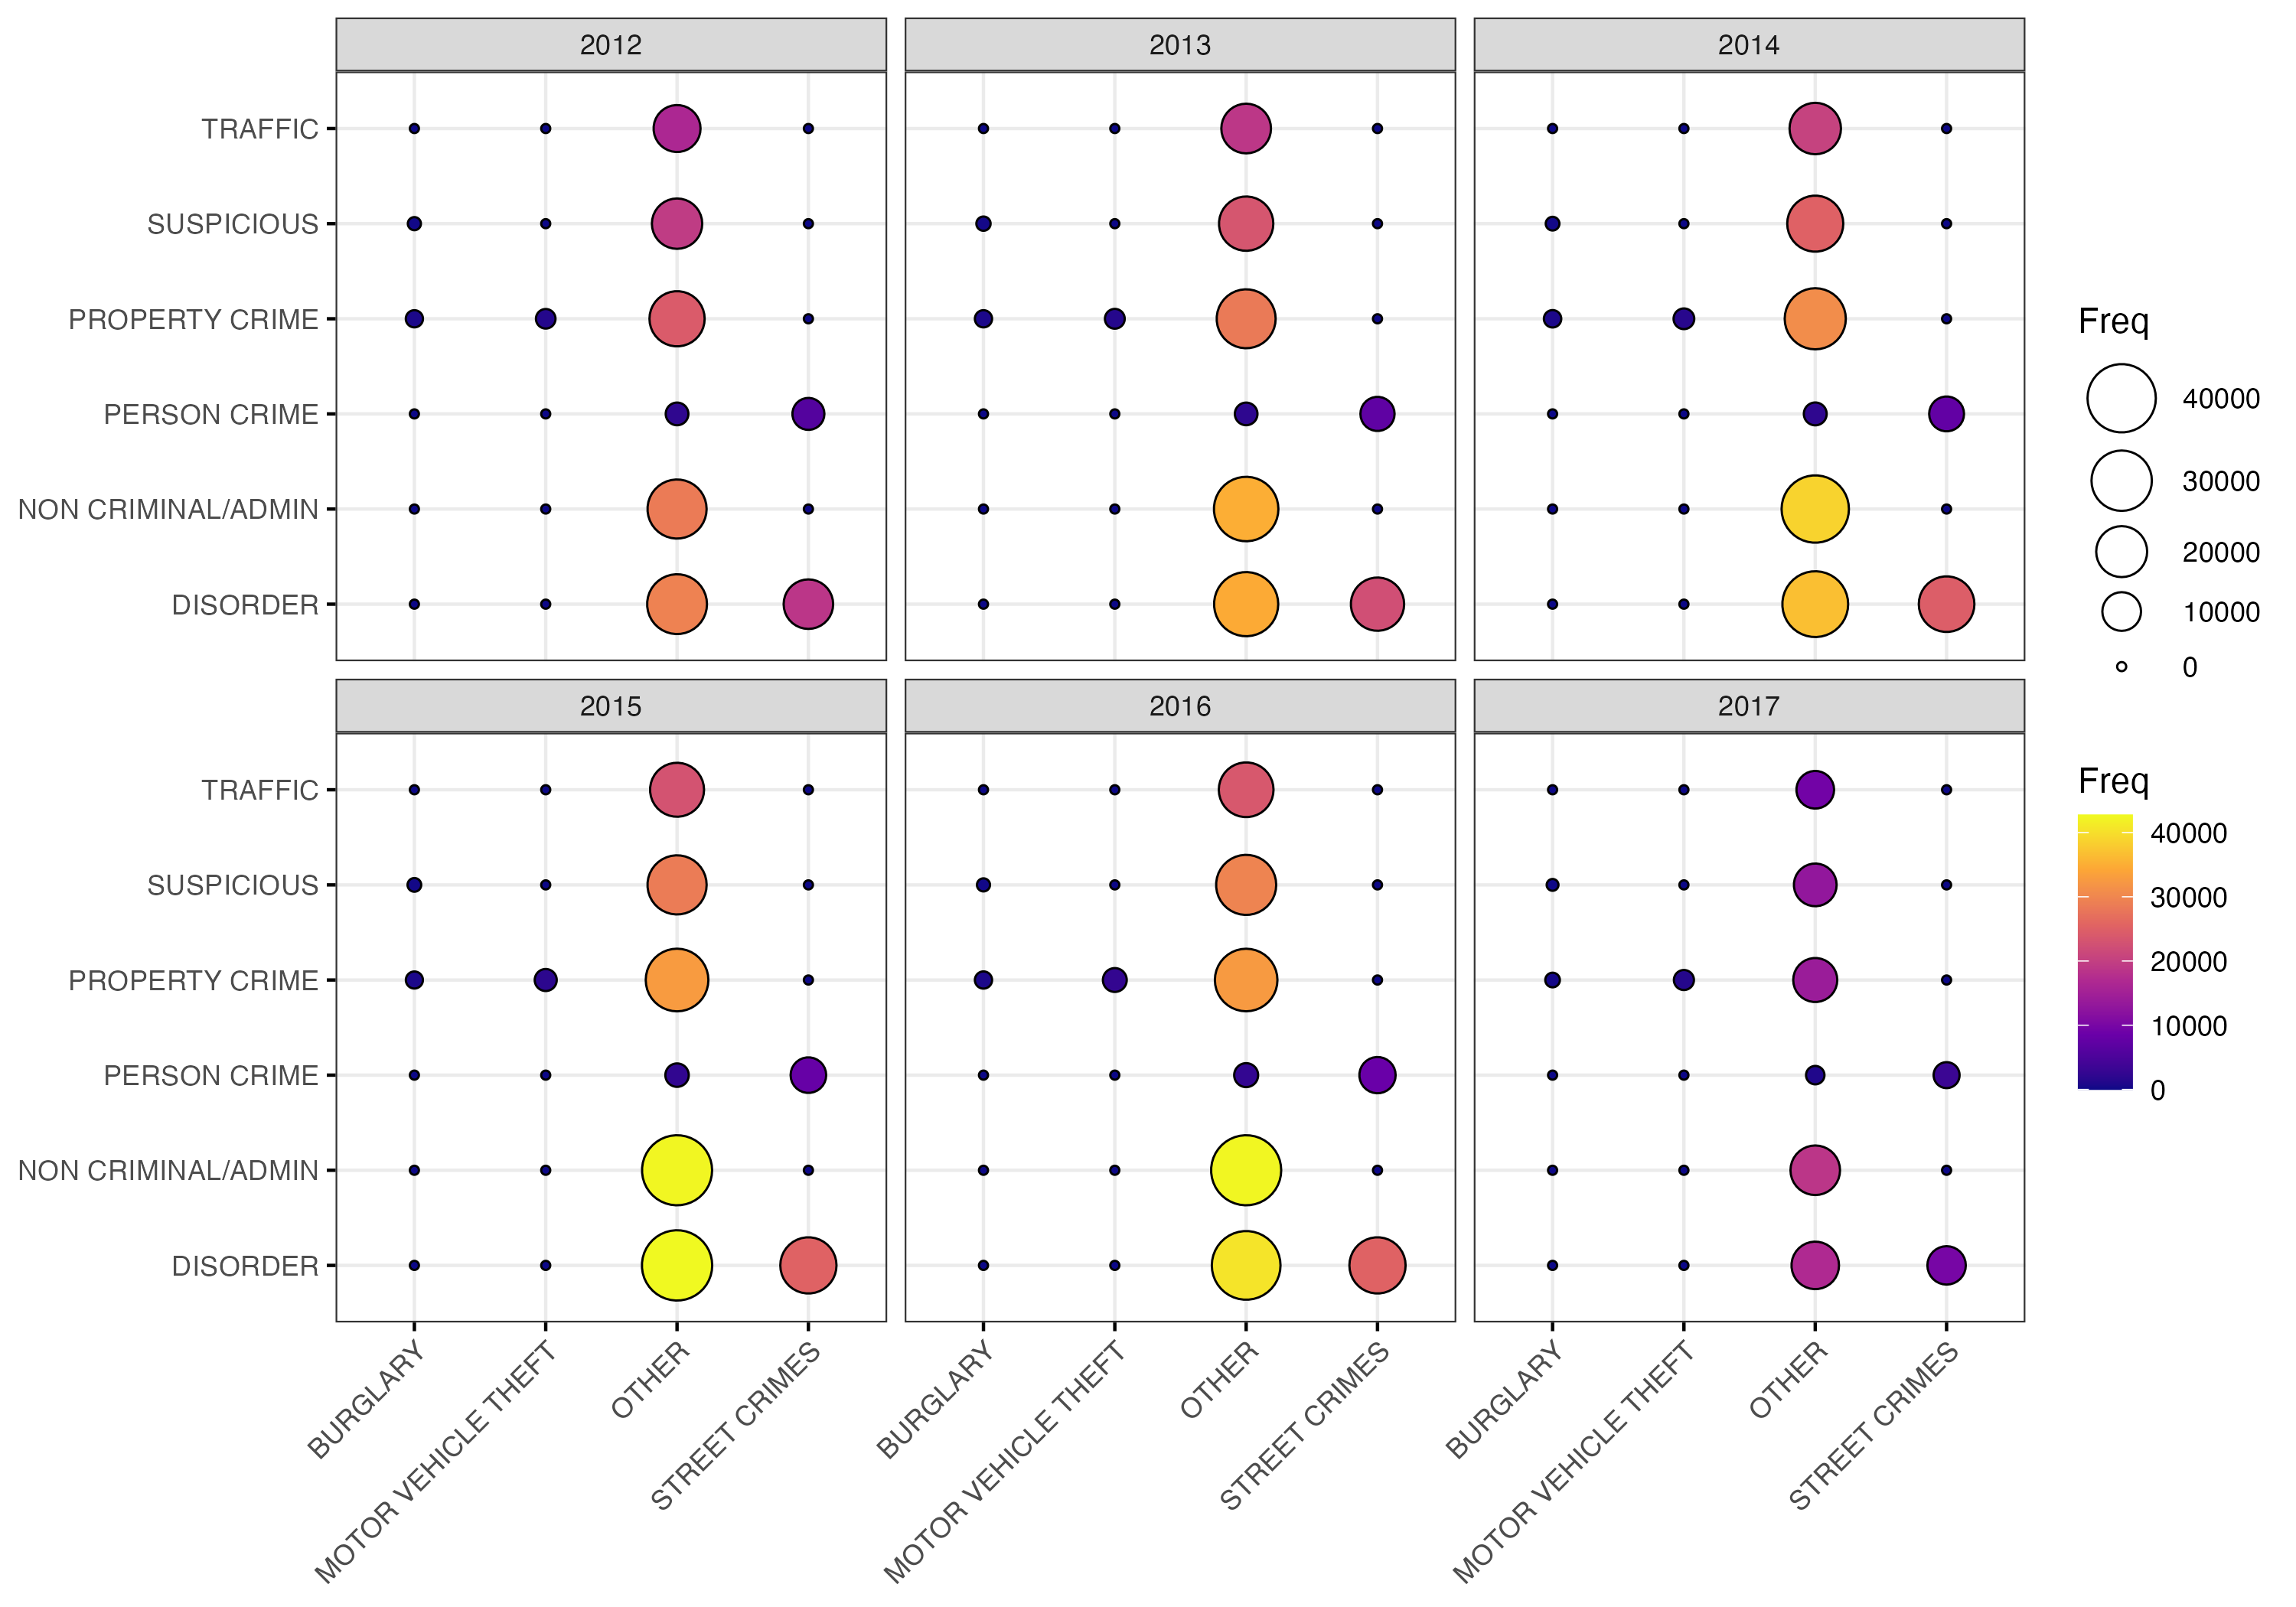 2012
2013
2014
TRAFFIC
SUSPICIOUS
PROPERTY CRIME
PERSON CRIME
NON CRIMINAL/ADMIN
DISORDER
2015
2016
2017
TRAFFIC
SUSPICIOUS
PROPERTY CRIME
PERSON CRIME
NON CRIMINAL/ADMIN
DISORDER
BURGLARY
MOTOR VEHICLE THEFT
OTHER
STREET CRIMES
BURGLARY
MOTOR VEHICLE THEFT
OTHER
STREET CRIMES
BURGLARY
MOTOR VEHICLE THEFT
OTHER
STREET CRIMES
Freq
40000
30000
20000
10000
0
Freq
40000
30000
20000
10000
0